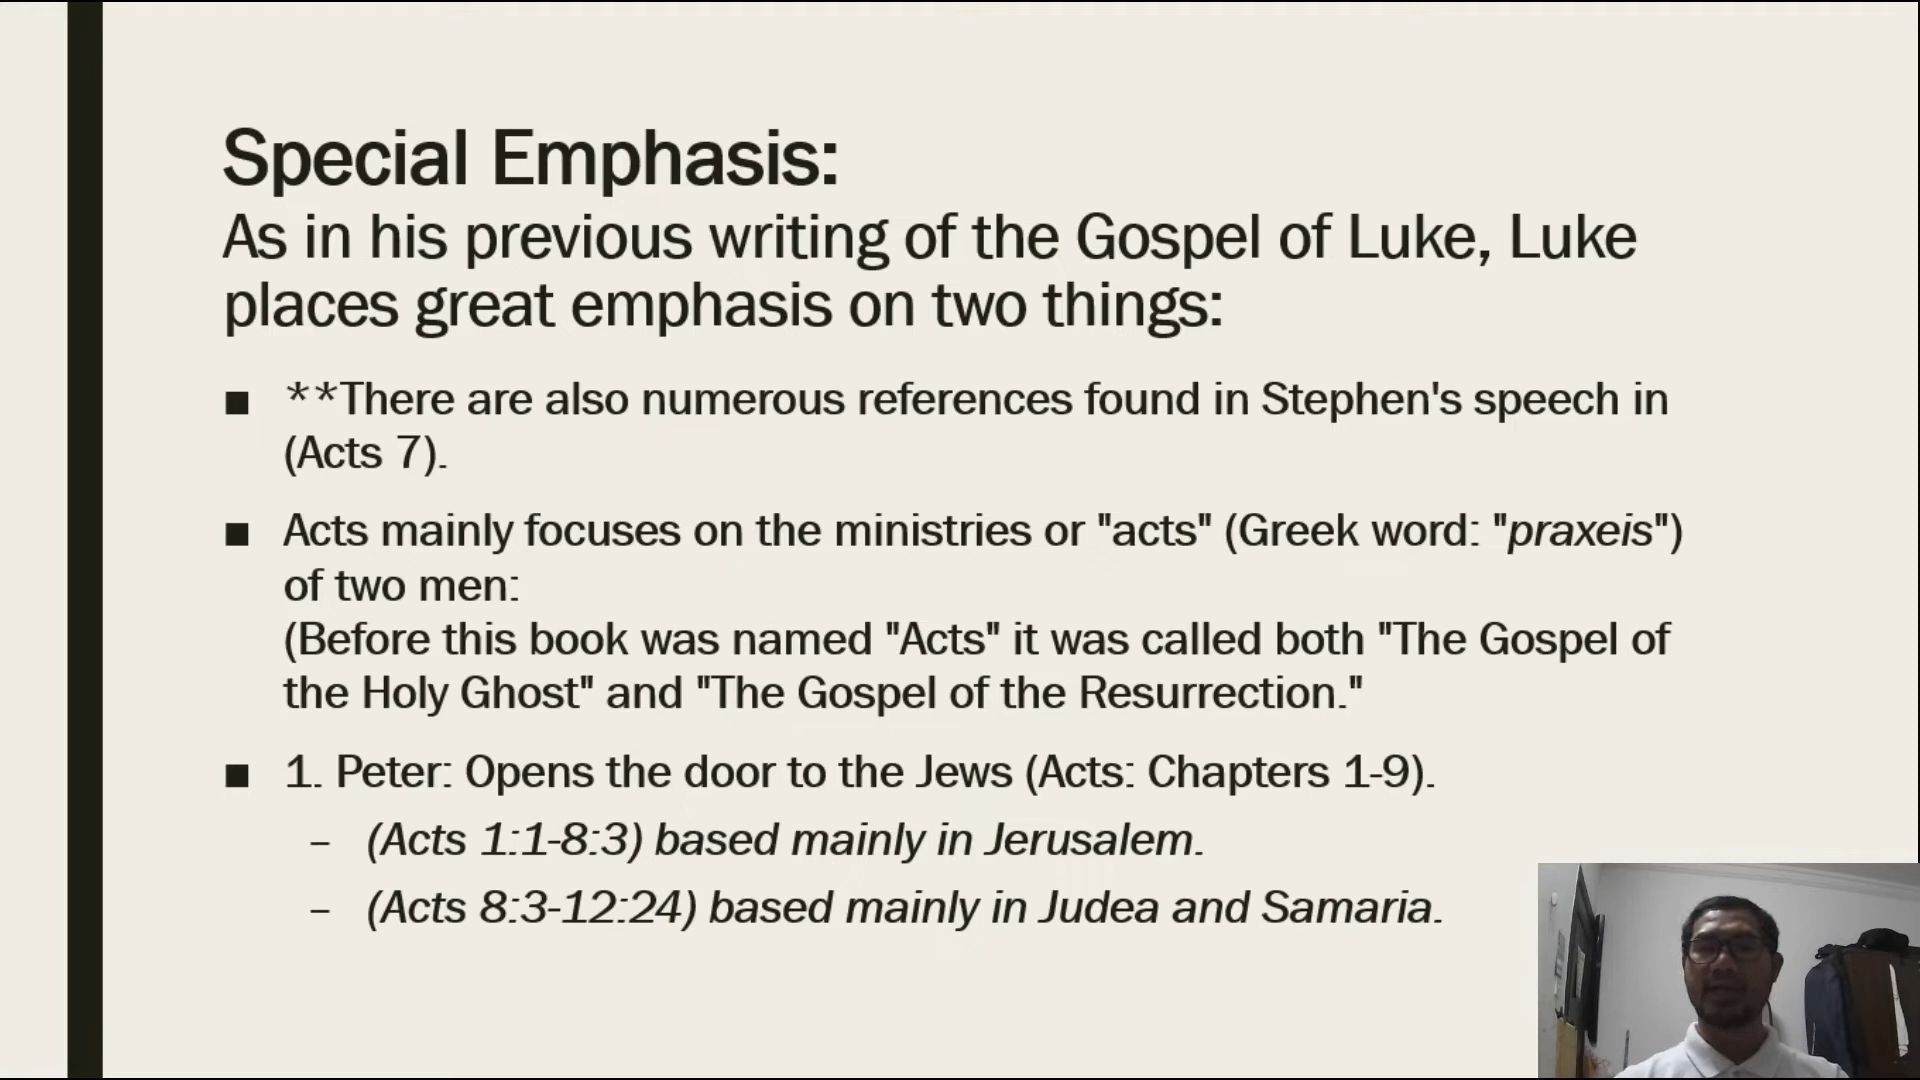 Special Emphasis:
As in his previous writing of the Gospel of Luke, Luke
places great emphasis on two things:
■ **There are also numerous references found in Stephen's speech in
(Acts 7).
■ Acts mainly focuses on the ministries or "acts" (Greek word: "praxeis")
of two men:
(Before this book was named "Acts" it was called both "The Gospel of
the Holy Ghost" and "The Gospel of the Resurrection."
■ 1. Peter: Opens the door to the Jews (Acts: Chapters 1-9).
– (Acts 1:1-8:3) based mainly in Jerusalem.
– (Acts 8:3-12:24) based mainly in Judea and Samaria.